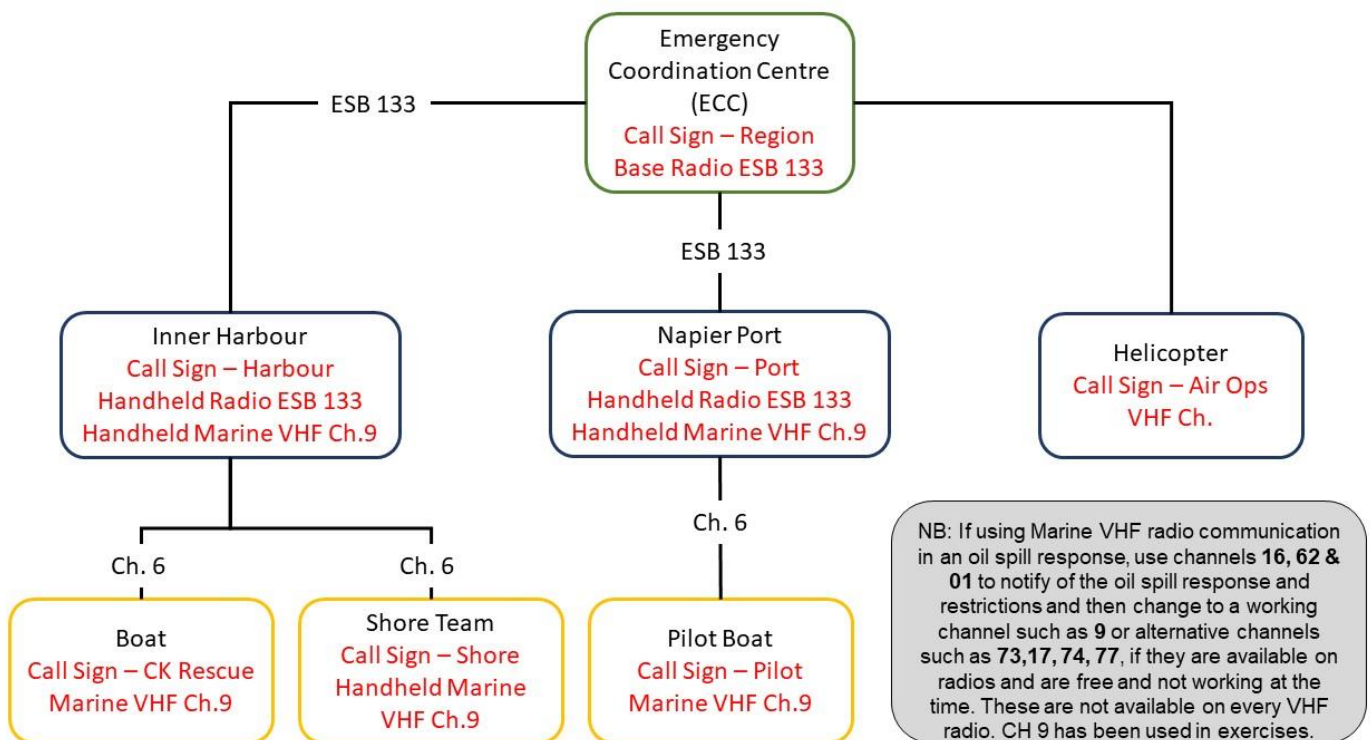 Emergency
Coordination Centre
(ECC)
Call Sign – Region
Base Radio ESB 133
ESB 133
ESB 133
Inner Harbour
Call Sign – Harbour
Handheld Radio ESB 133
Handheld Marine VHF Ch.9
Napier Port
Call Sign – Port
Handheld Radio ESB 133
Handheld Marine VHF Ch.9
Helicopter
Call Sign – Air Ops
VHF Ch.
Ch. 6
Ch. 6
Ch. 6
Boat
Call Sign – CK Rescue
Marine VHF Ch.9
Shore Team
Call Sign – Shore
Handheld Marine
VHF Ch.9
Pilot Boat
Call Sign – Pilot
Marine VHF Ch.9
NB: If using Marine VHF radio communication
in an oil spill response, use channels 16, 62 &
01 to notify of the oil spill response and
restrictions and then change to a working
channel such as 9 or alternative channels
such as 73,17, 74, 77, if they are available on
radios and are free and not working at the
time. These are not available on every VHF
radio. CH 9 has been used in exercises.